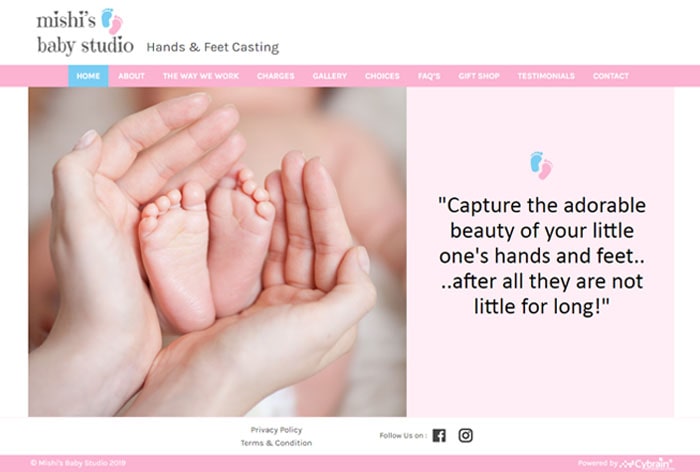 mishi's
baby studio Hands & Feet Casting
HOME ABOUT THE WAY WE WORK CHARGES GALLERY CHOICES FAQ'S GIFT SHOP TESTIMONIALS CONTACT
"Capture the adorable
beauty of your little
one's hands and feet..
..after all they are not
little for long!"
Privacy Policy
Terms & Condition
Follow Us on :
© Mishi's Baby Studio 2019
Powered by Cybrain